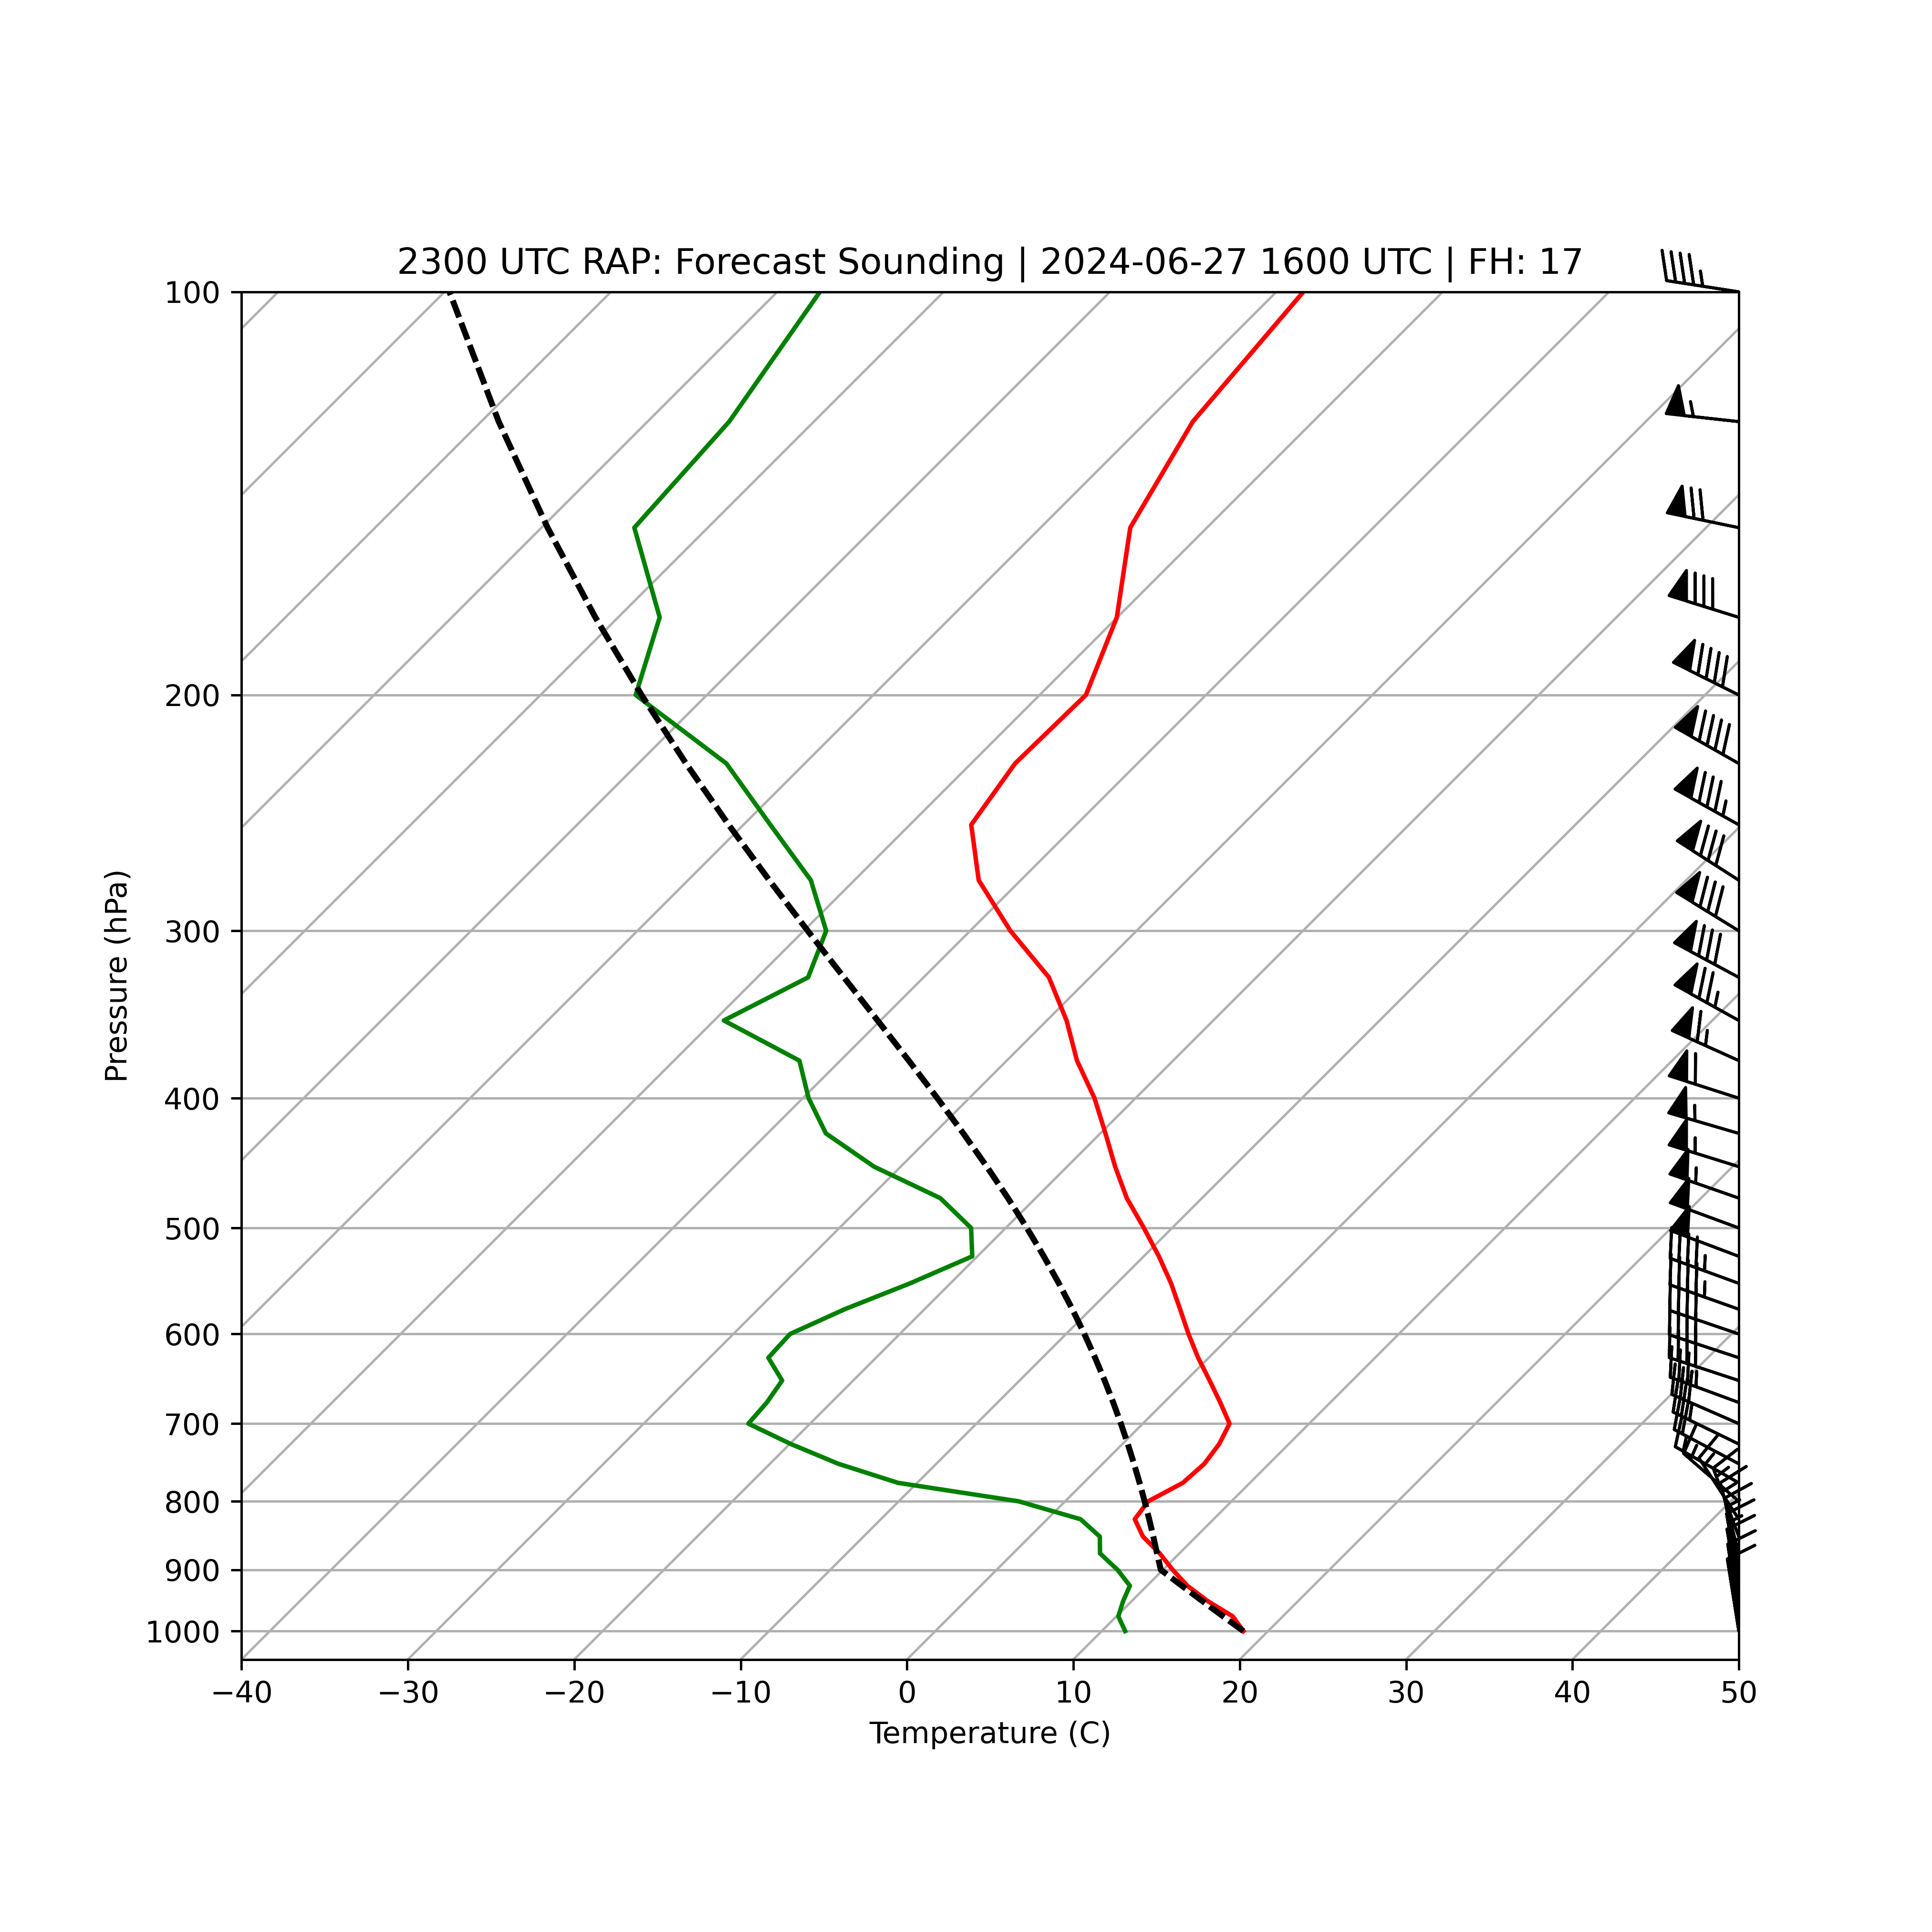 2300 UTC RAP: Forecast Sounding | 2024-06-27 1600 UTC | FH: 17
100
200
300
400
500
600
700
800
900
1000
Pressure (hPa)
−40 −30 −20 −10 0 10 20 30 40 50
Temperature (C)